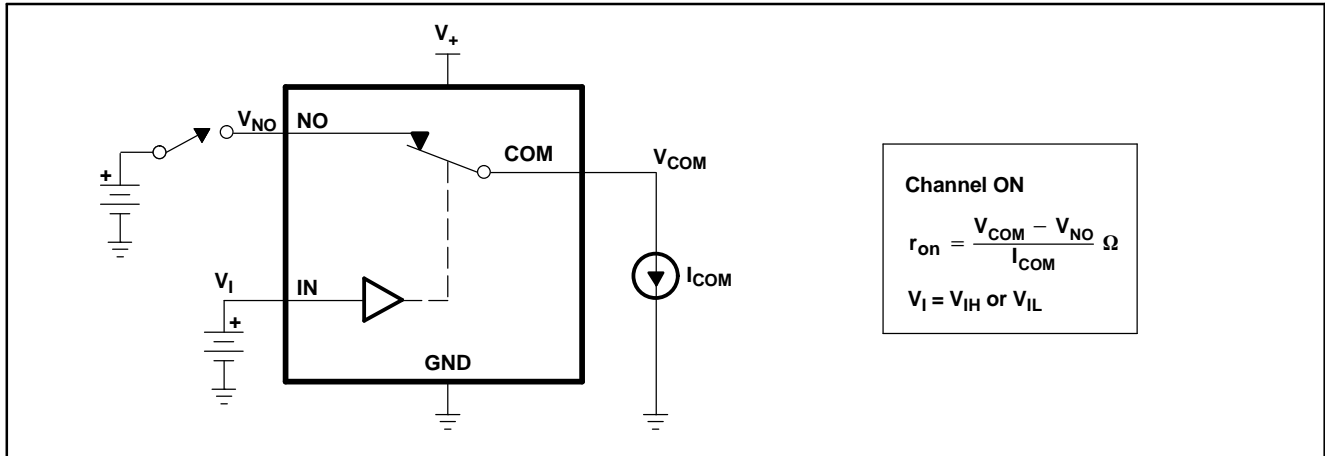 V+
VNO NO
COM
VCOM
+
VI IN
+
ICOM
GND
Channel ON
ron = VCOM − VNO / ICOM Ω
VI = VIH or VIL